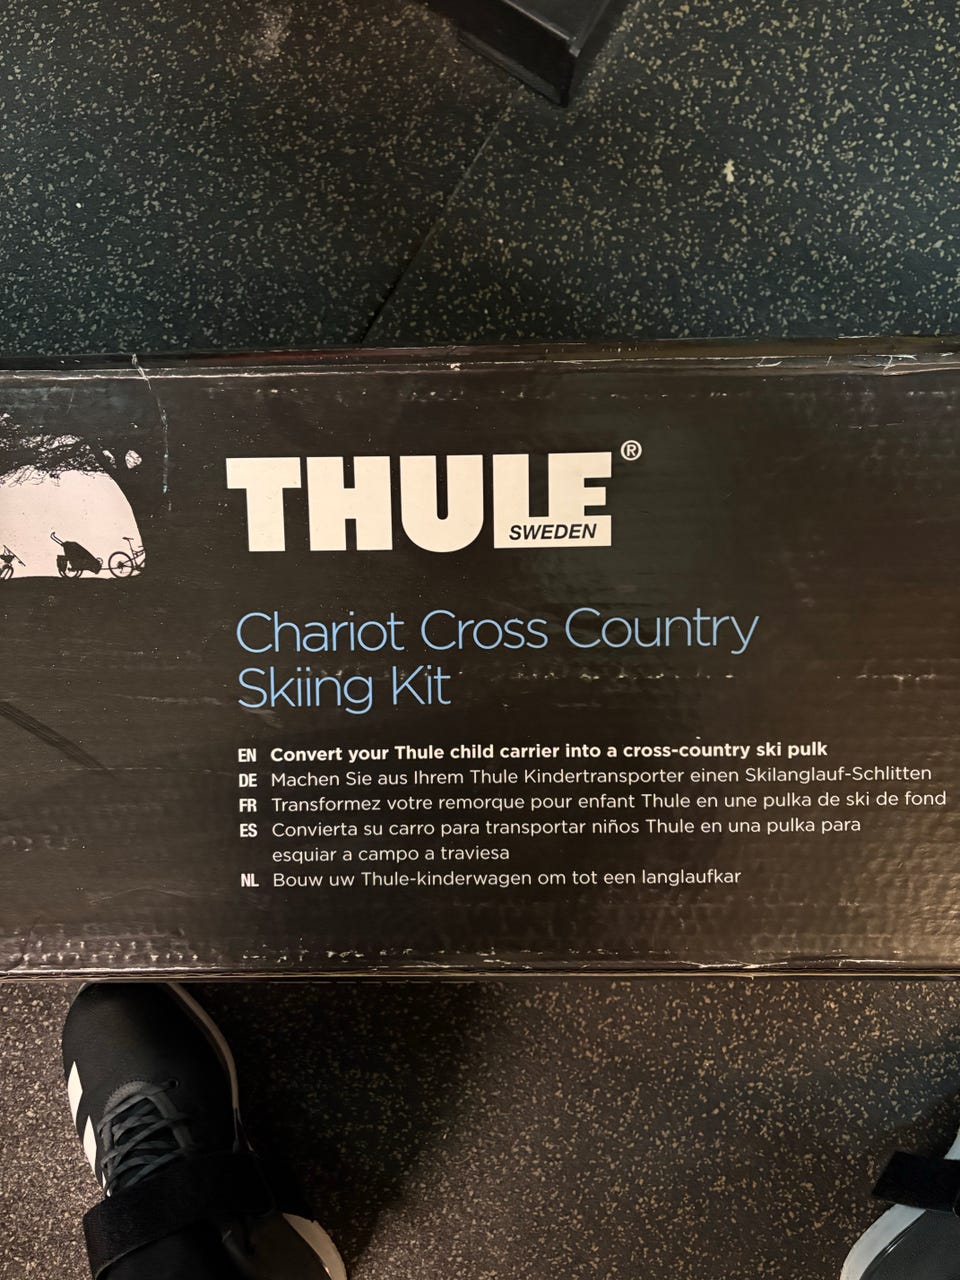 THULE®
SWEDEN
Chariot Cross Country
Skiing Kit
EN Convert your Thule child carrier into a cross-country ski pulk
DE Machen Sie aus Ihrem Thule Kindertransporter einen Skilanglauf-Schlitten
FR Transformez votre remorque pour enfant Thule en une pulka de ski de fond
ES Convierta su carro para transportar niños Thule en una pulka para
esquiar a campo a traviesa
NL Bouw uw Thule-kinderwagen om tot een langlaufkar